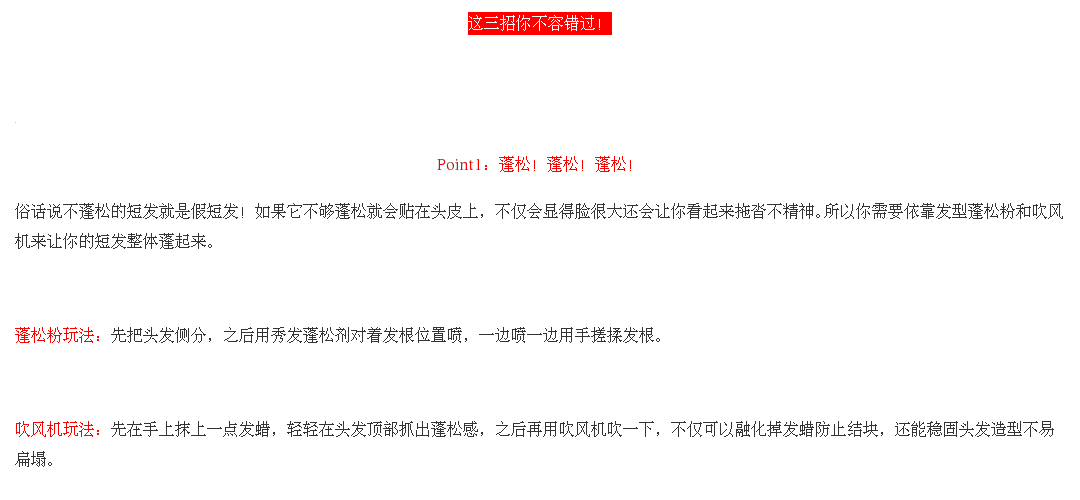 这三招你不容错过！
Point1：蓬松！蓬松！蓬松！
俗话说不蓬松的短发就是假短发！如果它不够蓬松就会贴在头皮上，不仅会显得脸很大还会让你看起来拖沓不精神。所以你需要依靠发型蓬松粉和吹风
机来让你的短发整体蓬起来。
蓬松粉玩法：先把头发侧分，之后用秀发蓬松剂对着发根位置喷，一边喷一边用手搓揉发根。
吹风机玩法：先在手上抹上一点发蜡，轻轻在头发顶部抓出蓬松感，之后再用吹风机吹一下，不仅可以融化掉发蜡防止结块，还能稳固头发造型不易
扁塌。